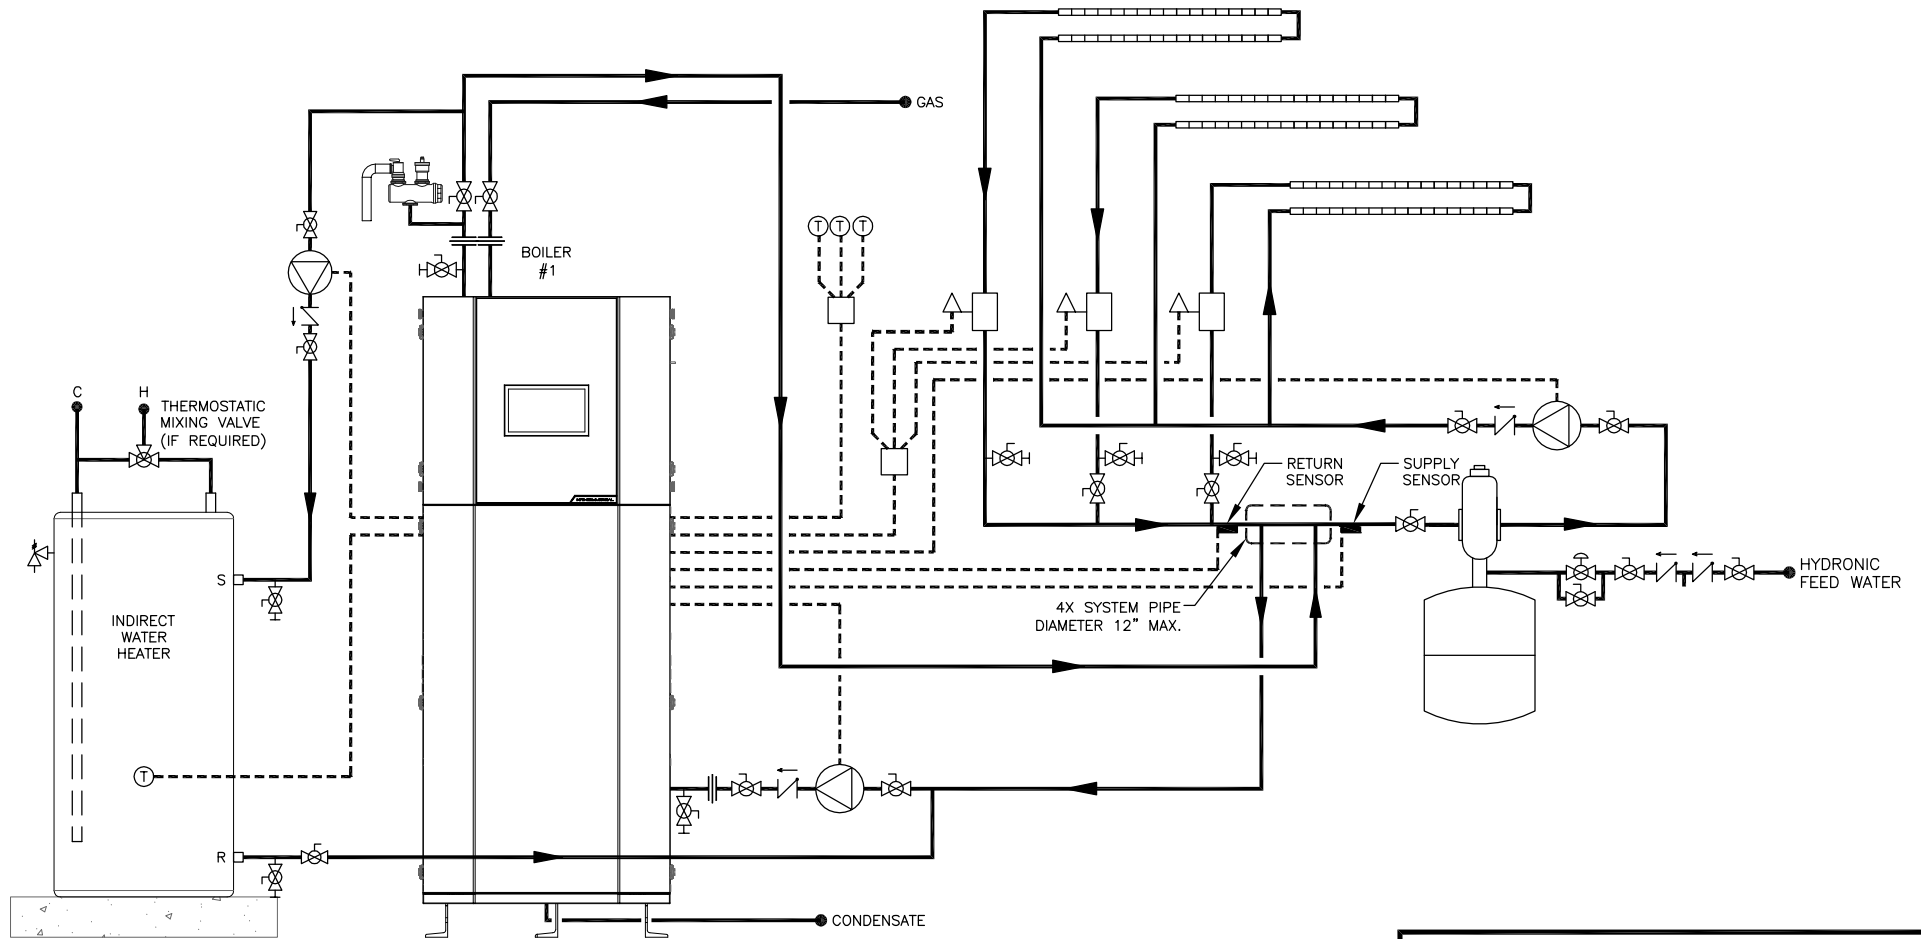 GAS
T T T
BOILER
#1
C
H
THERMOSTATIC
MIXING VALVE
(IF REQUIRED)
RETURN
SENSOR
SUPPLY
SENSOR
S
HYDRONIC
FEED WATER
4X SYSTEM PIPE
DIAMETER 12" MAX.
INDIRECT
WATER
HEATER
T
R
CONDENSATE